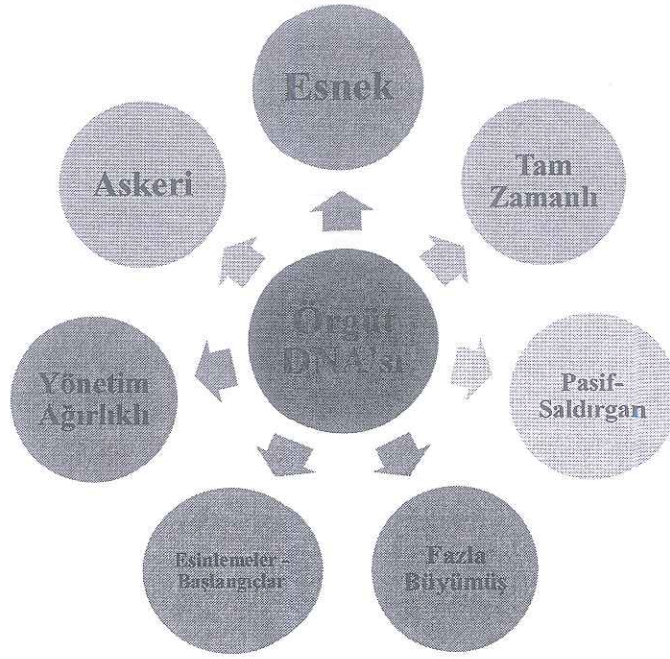 Esnek
Askeri
Tam
Zamanlı
Örgüt
DNA'sı
Yönetim
Ağırlıklı
Pasif-
Saldırgan
Esinlemeler -
Başlangıçlar
Fazla
Büyümüş